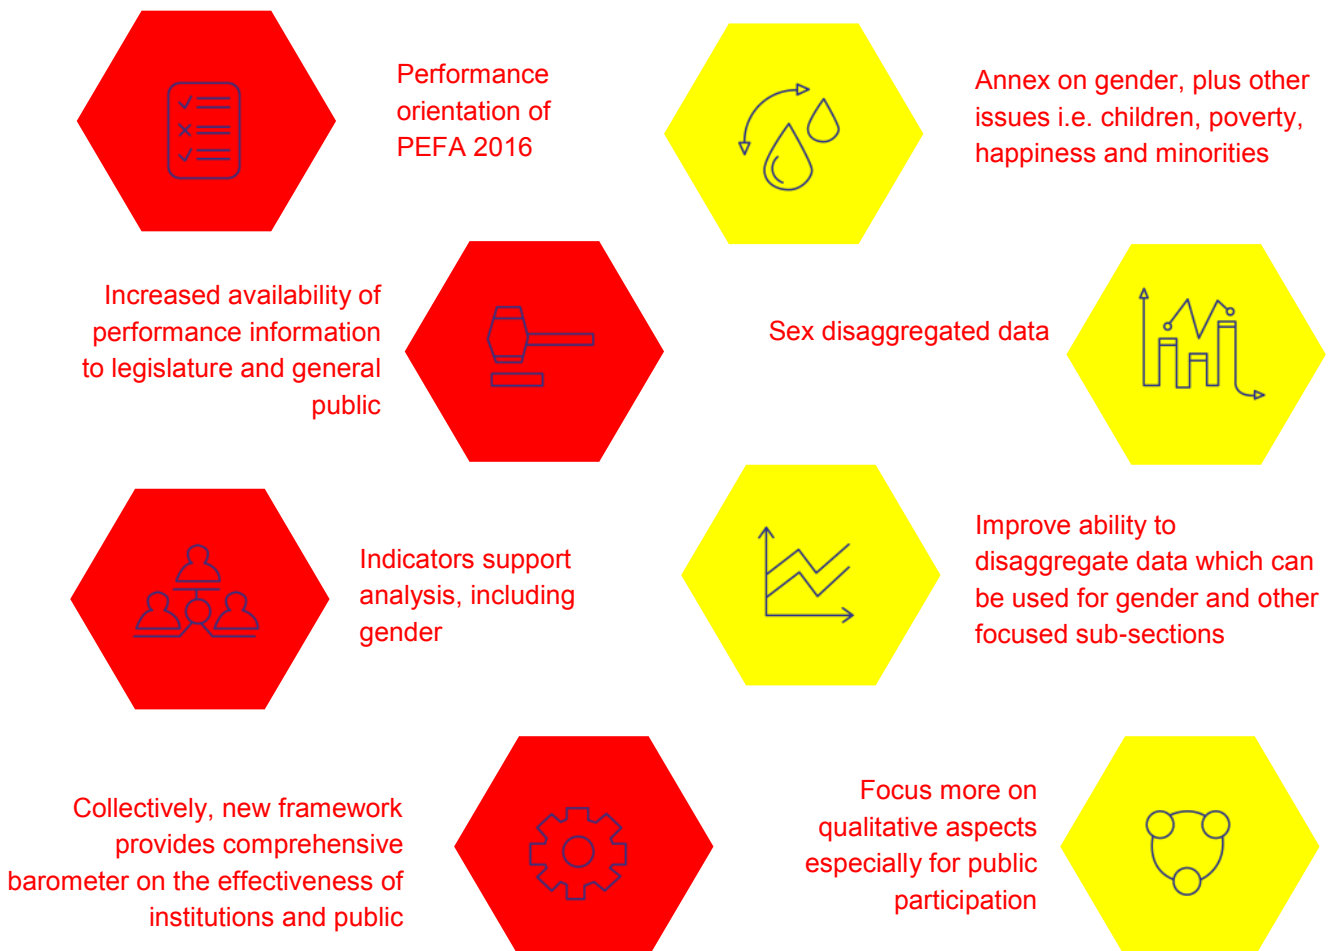 Performance
orientation of
PEFA 2016
Annex on gender, plus other
issues i.e. children, poverty,
happiness and minorities
Increased availability of
performance information
to legislature and general
public
Sex disaggregated data
Indicators support
analysis, including
gender
Improve ability to
disaggregate data which can
be used for gender and other
focused sub-sections
Collectively, new framework
provides comprehensive
barometer on the effectiveness of
institutions and public
Focus more on
qualitative aspects
especially for public
participation